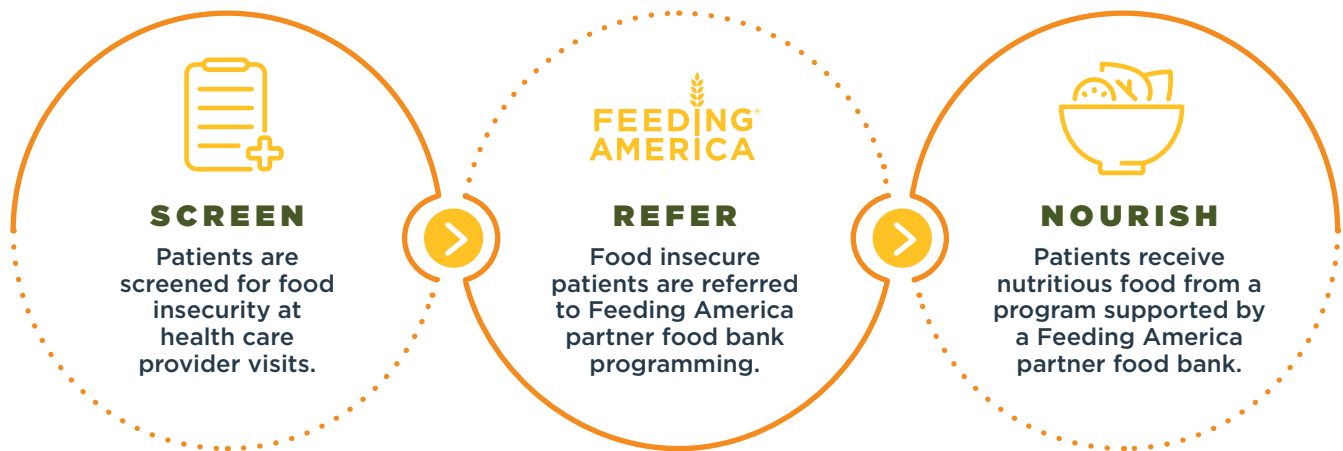 SCREEN
Patients are
screened for food
insecurity at
health care
provider visits.
FEEDING®
AMERICA
REFER
Food insecure
patients are referred
to Feeding America
partner food bank
programming.
NOURISH
Patients receive
nutritious food from a
program supported by
a Feeding America
partner food bank.